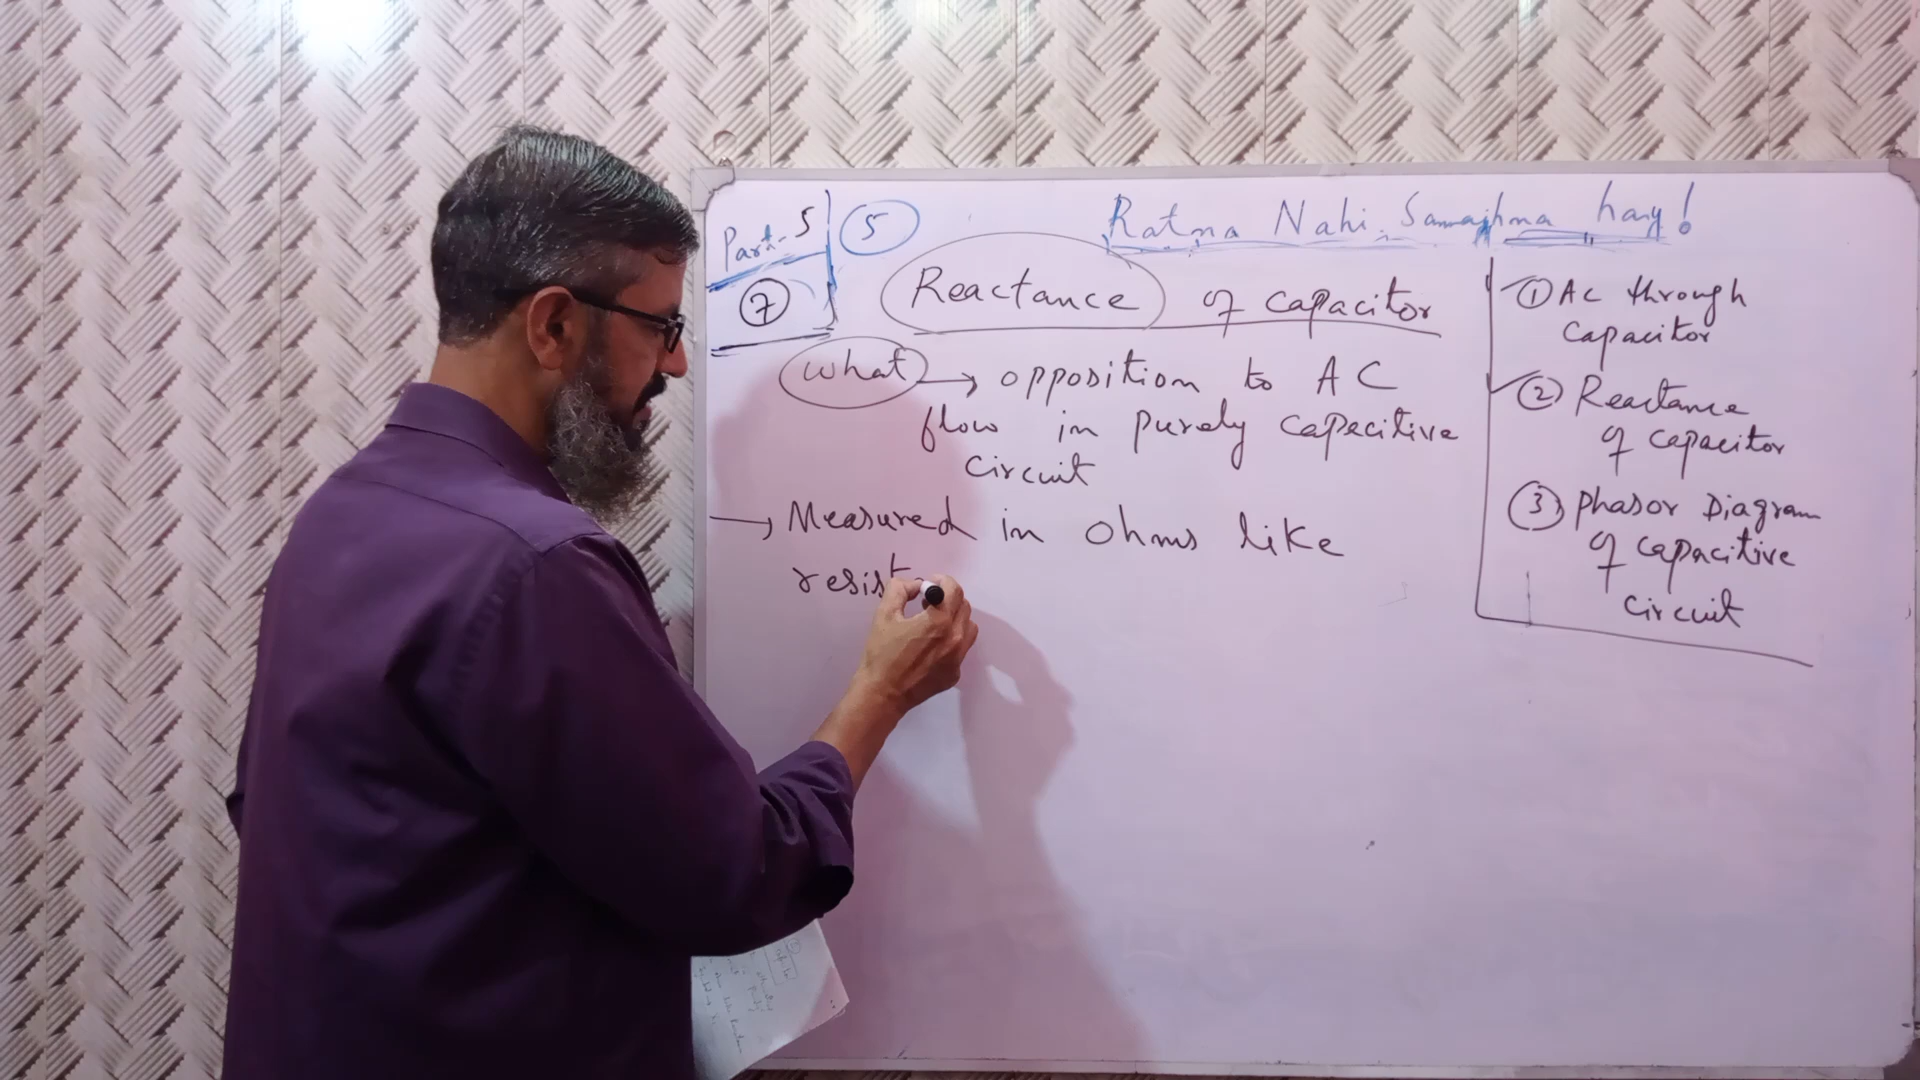 Part-5
5
Ratna Nahi. Samajhna hay!
7
Reactance of capacitor
what → opposition to AC
flow in purely capacitive
circuit
→ Measured in ohms like
resist
① AC through
capacitor
② Reactance
of capacitor
③ Phasor Diagram
of capacitive
circuit